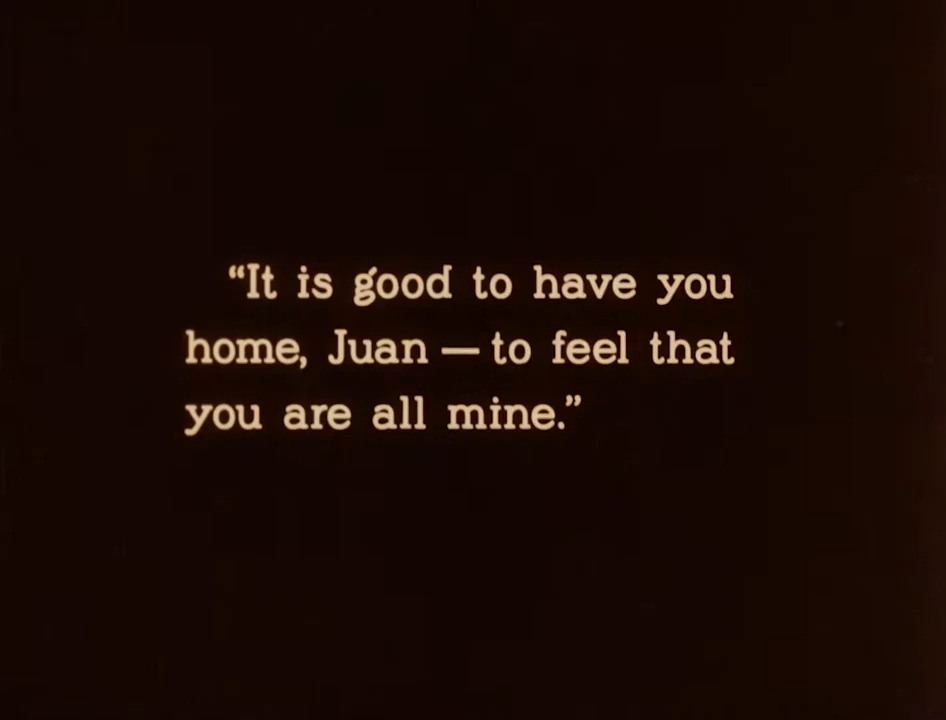 “It is good to have you
home, Juan — to feel that
you are all mine.”